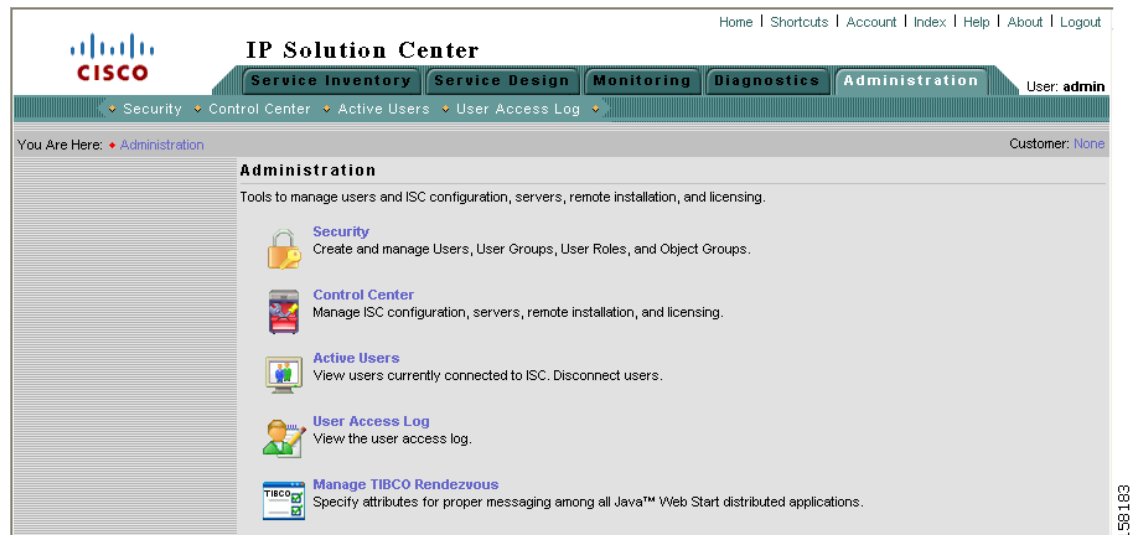 Home | Shortcuts | Account | Index | Help | About | Logout
CISCO
IP Solution Center
Service Inventory Service Design Monitoring Diagnostics Administration
User: admin
Security Control Center Active Users User Access Log
You Are Here: Administration
Customer: None
Administration
Tools to manage users and ISC configuration, servers, remote installation, and licensing.
Security
Create and manage Users, User Groups, User Roles, and Object Groups.
Control Center
Manage ISC configuration, servers, remote installation, and licensing.
Active Users
View users currently connected to ISC. Disconnect users.
User Access Log
View the user access log.
TIBCO
Manage TIBCO Rendezvous
Specify attributes for proper messaging among all Java™ Web Start distributed applications.
158183